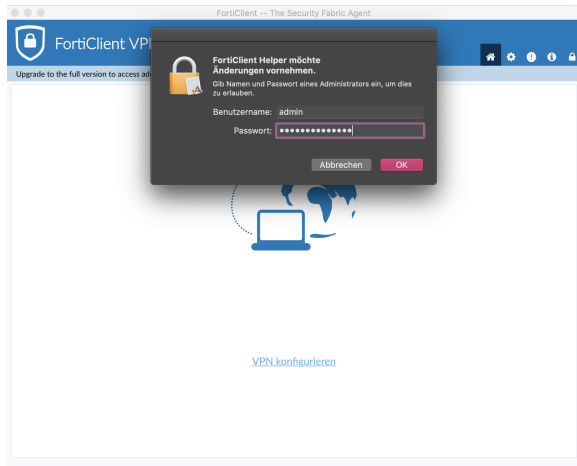 FortiClient -- The Security Fabric Agent
FortiClient VP
Upgrade to the full version to access ad
FortiClient Helper möchte
Änderungen vornehmen.
Gib Namen und Passwort eines Administrators ein, um dies
zu erlauben.
Benutzername: admin
Passwort: ●●●●●●●●●●●●●●
Abbrechen OK
VPN konfigurieren